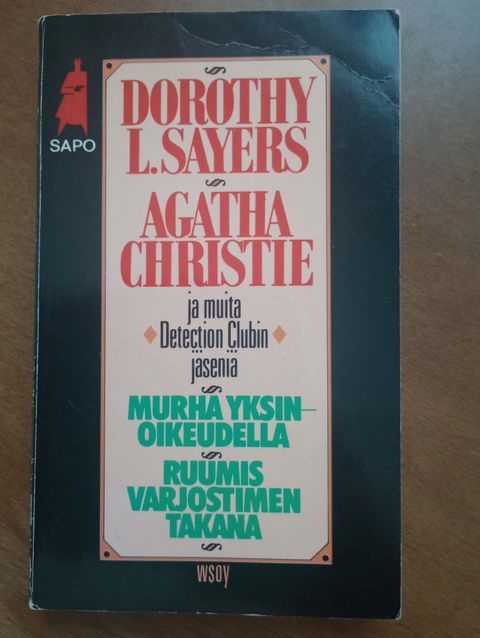 SAPO
§
DOROTHY
L. SAYERS
§
AGATHA
CHRISTIE
ja muita
Detection Clubin
jäseniä
§
MURHA YKSIN-
OIKEUDELLA
§
RUUMIS
VARJOSTIMEN
TAKANA
§
wsoy